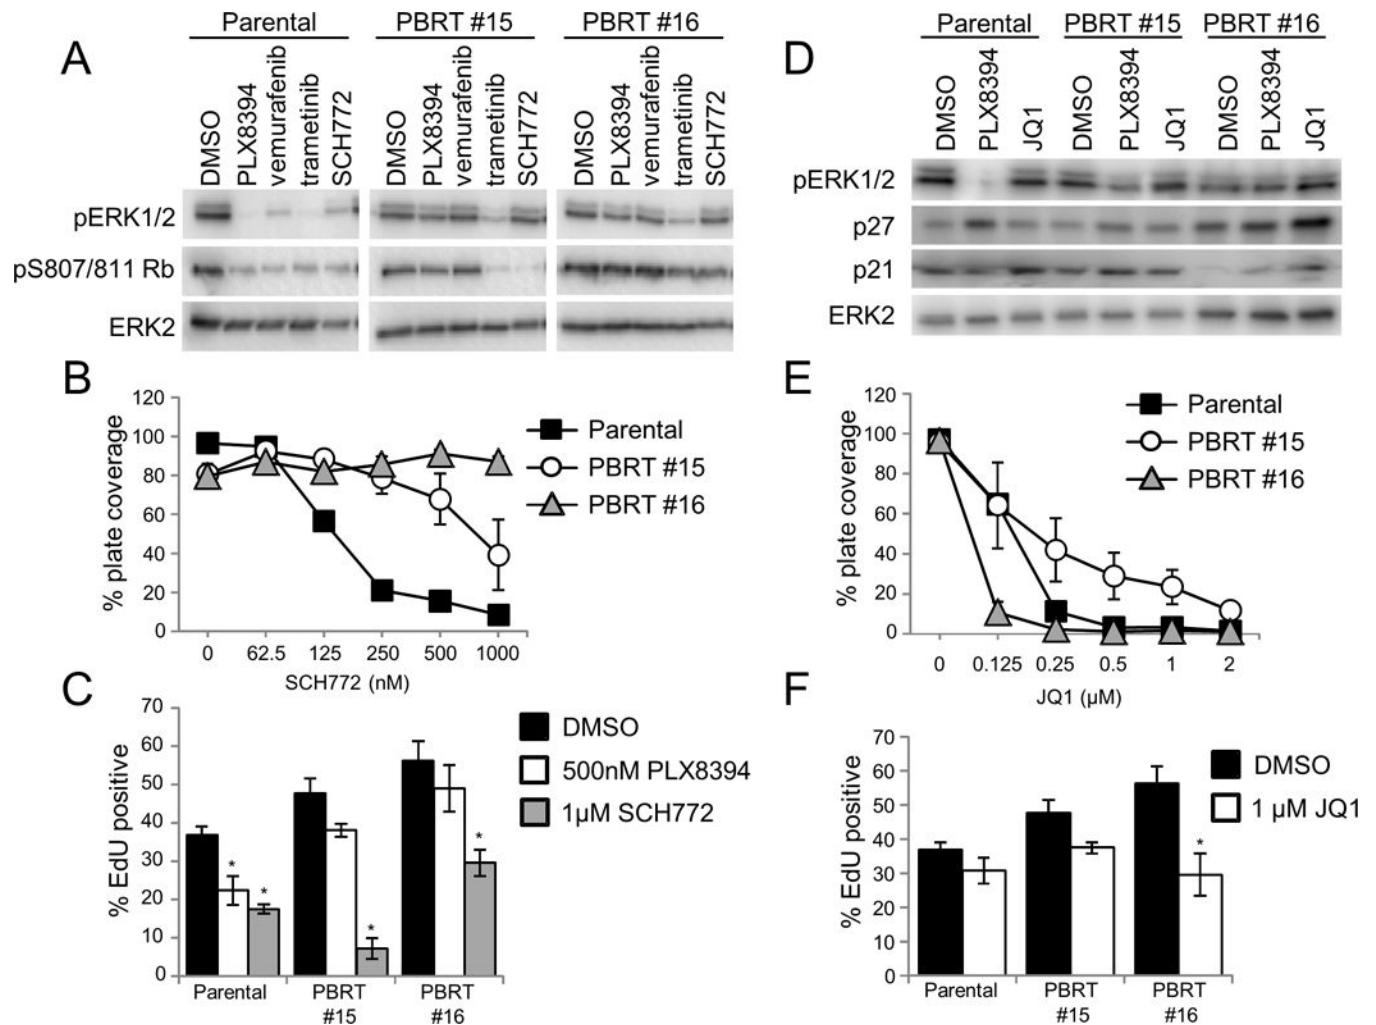 A
Parental
PBRT #15
PBRT #16
DMSO
PLX8394
vemurafenib
trametinib
SCH772
DMSO
PLX8394
vemurafenib
trametinib
SCH772
DMSO
PLX8394
vemurafenib
trametinib
SCH772
pERK1/2
pS807/811 Rb
ERK2
B
% plate coverage
120
100
80
60
40
20
0
0 62.5 125 250 500 1000
SCH772 (nM)
Parental
PBRT #15
PBRT #16
C
% EdU positive
70
60
50
40
30
20
10
0
* * * *
Parental
PBRT
#15
PBRT
#16
DMSO
500nM PLX8394
1µM SCH772
D
Parental
PBRT #15
PBRT #16
DMSO
PLX8394
JQ1
DMSO
PLX8394
JQ1
DMSO
PLX8394
JQ1
pERK1/2
p27
p21
ERK2
E
% plate coverage
120
100
80
60
40
20
0
0 0.125 0.25 0.5 1 2
JQ1 (µM)
Parental
PBRT #15
PBRT #16
F
% EdU positive
70
60
50
40
30
20
10
0
*
Parental
PBRT
#15
PBRT
#16
DMSO
1 µM JQ1